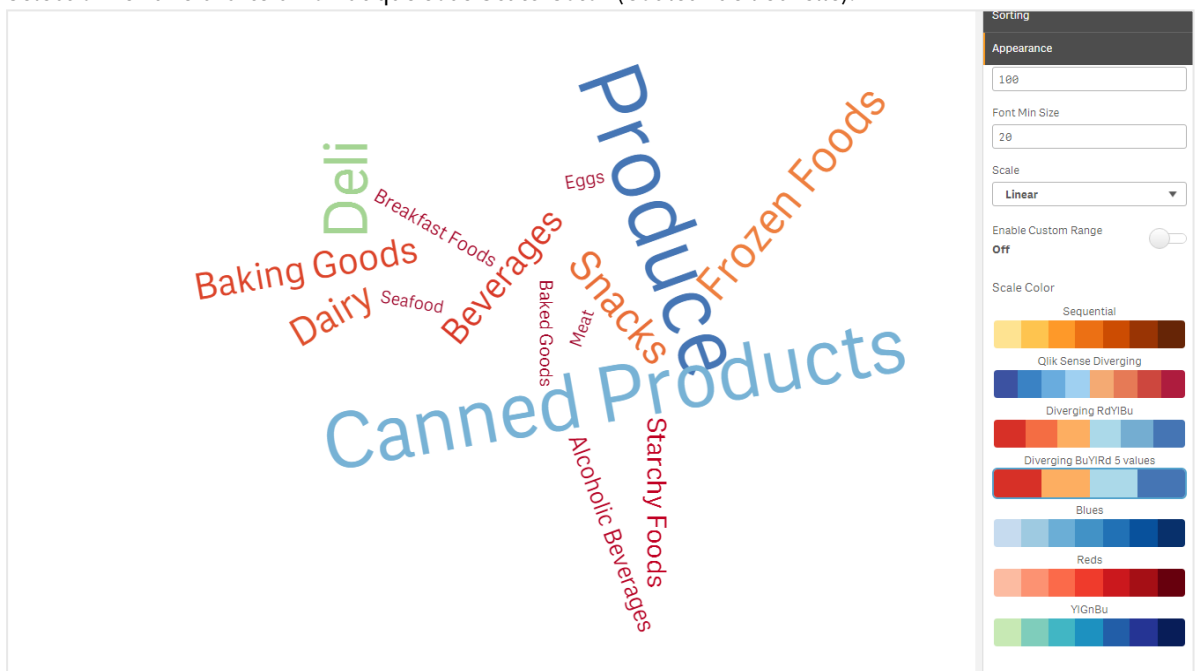 Sorting
Appearance
100
Font Min Size
20
Scale
Linear
Enable Custom Range
Off
Scale Color
Sequential
Qlik Sense Diverging
Diverging RdYlBu
Diverging BuYlRd 5 values
Blues
Reds
YlGnBu
Produce
Frozen Foods
Deli
Eggs
Breakfast Foods
Beverages
Baking Goods
Snacks
Dairy
Seafood
Baked Goods
Meat
Canned Products
Starchy Foods
Alcoholic Beverages